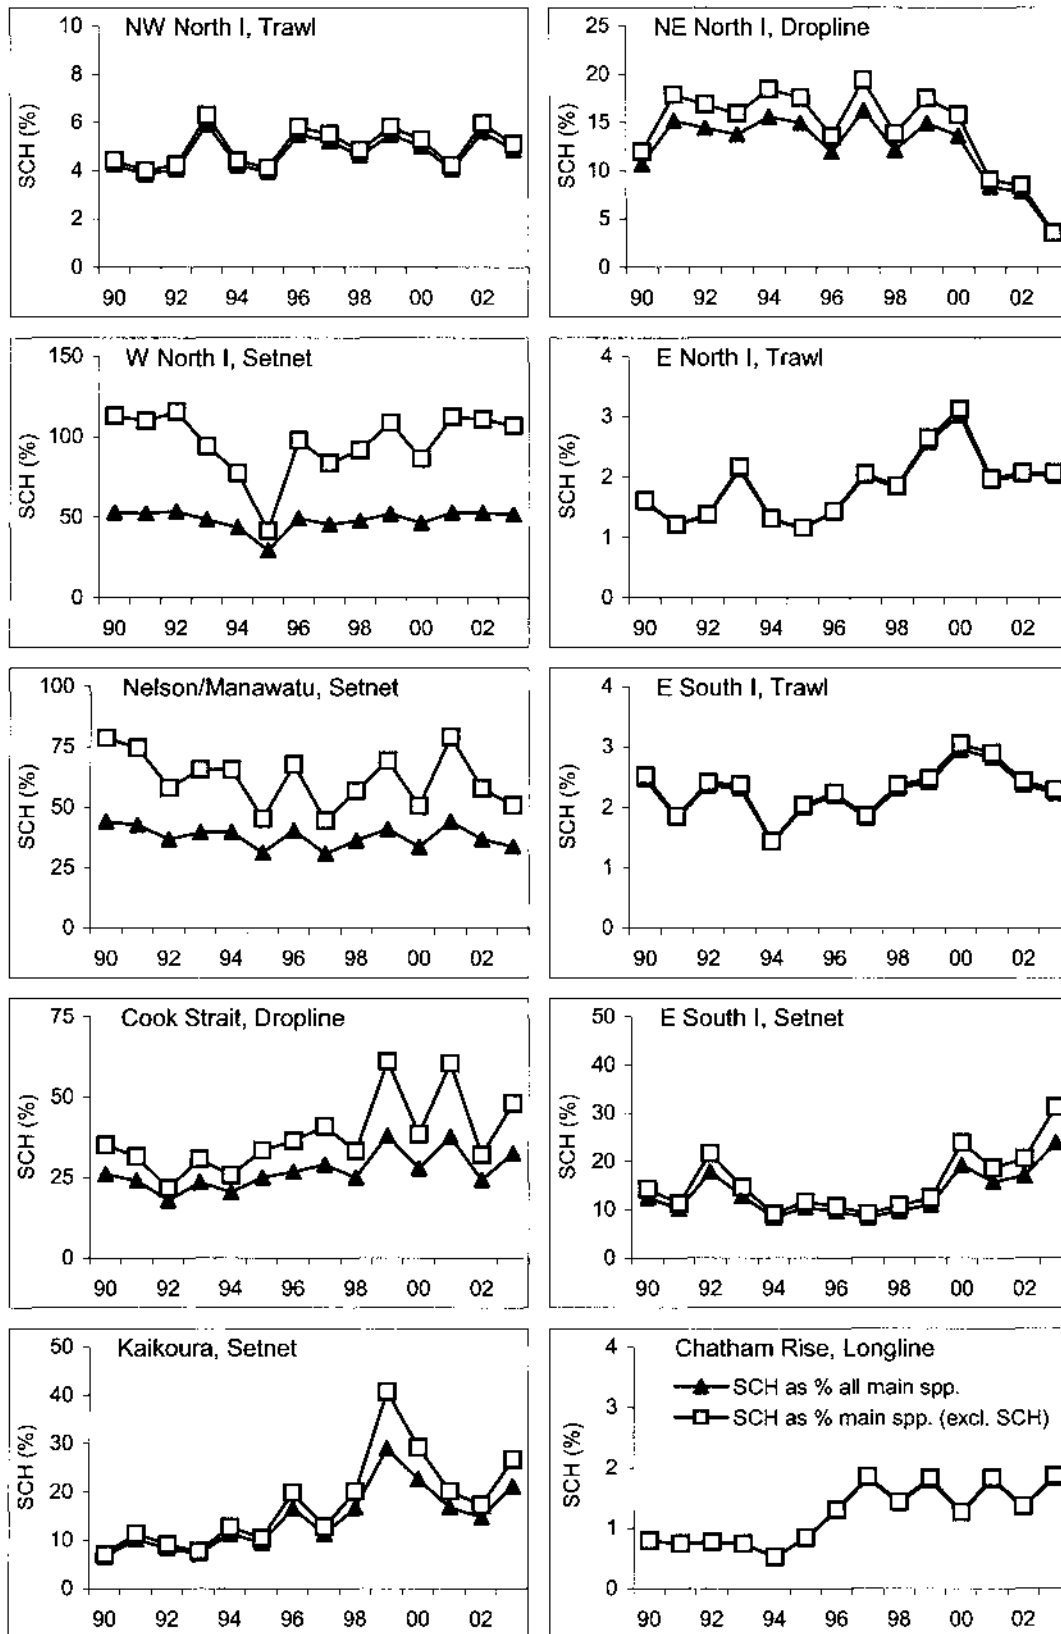 NW North I, Trawl
SCH (%)
10
8
6
4
2
0
90 92 94 96 98 00 02
NE North I, Dropline
SCH (%)
25
20
15
10
5
0
90 92 94 96 98 00 02
W North I, Setnet
SCH (%)
150
100
50
0
90 92 94 96 98 00 02
E North I, Trawl
SCH (%)
4
3
2
1
0
90 92 94 96 98 00 02
Nelson/Manawatu, Setnet
SCH (%)
100
75
50
25
0
90 92 94 96 98 00 02
E South I, Trawl
SCH (%)
4
3
2
1
0
90 92 94 96 98 00 02
Cook Strait, Dropline
SCH (%)
75
50
25
0
90 92 94 96 98 00 02
E South I, Setnet
SCH (%)
50
40
30
20
10
0
90 92 94 96 98 00 02
Kaikoura, Setnet
SCH (%)
50
40
30
20
10
0
90 92 94 96 98 00 02
Chatham Rise, Longline
SCH as % all main spp.
SCH as % main spp. (excl. SCH)
SCH (%)
4
3
2
1
0
90 92 94 96 98 00 02